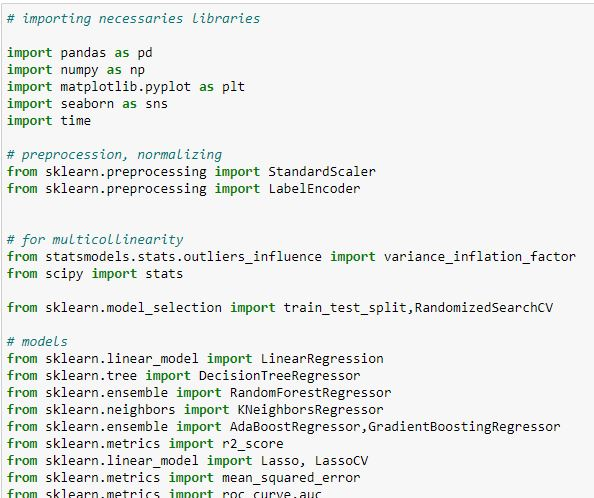 # importing necessaries libraries
import pandas as pd
import numpy as np
import matplotlib.pyplot as plt
import seaborn as sns
import time
# preprocession, normalizing
from sklearn.preprocessing import StandardScaler
from sklearn.preprocessing import LabelEncoder
# for multicollinearity
from statsmodels.stats.outliers_influence import variance_inflation_factor
from scipy import stats
from sklearn.model_selection import train_test_split,RandomizedSearchCV
# models
from sklearn.linear_model import LinearRegression
from sklearn.tree import DecisionTreeRegressor
from sklearn.ensemble import RandomForestRegressor
from sklearn.neighbors import KNeighborsRegressor
from sklearn.ensemble import AdaBoostRegressor,GradientBoostingRegressor
from sklearn.metrics import r2_score
from sklearn.linear_model import Lasso, LassoCV
from sklearn.metrics import mean_squared_error
from sklearn.metrics import roc_curve,auc